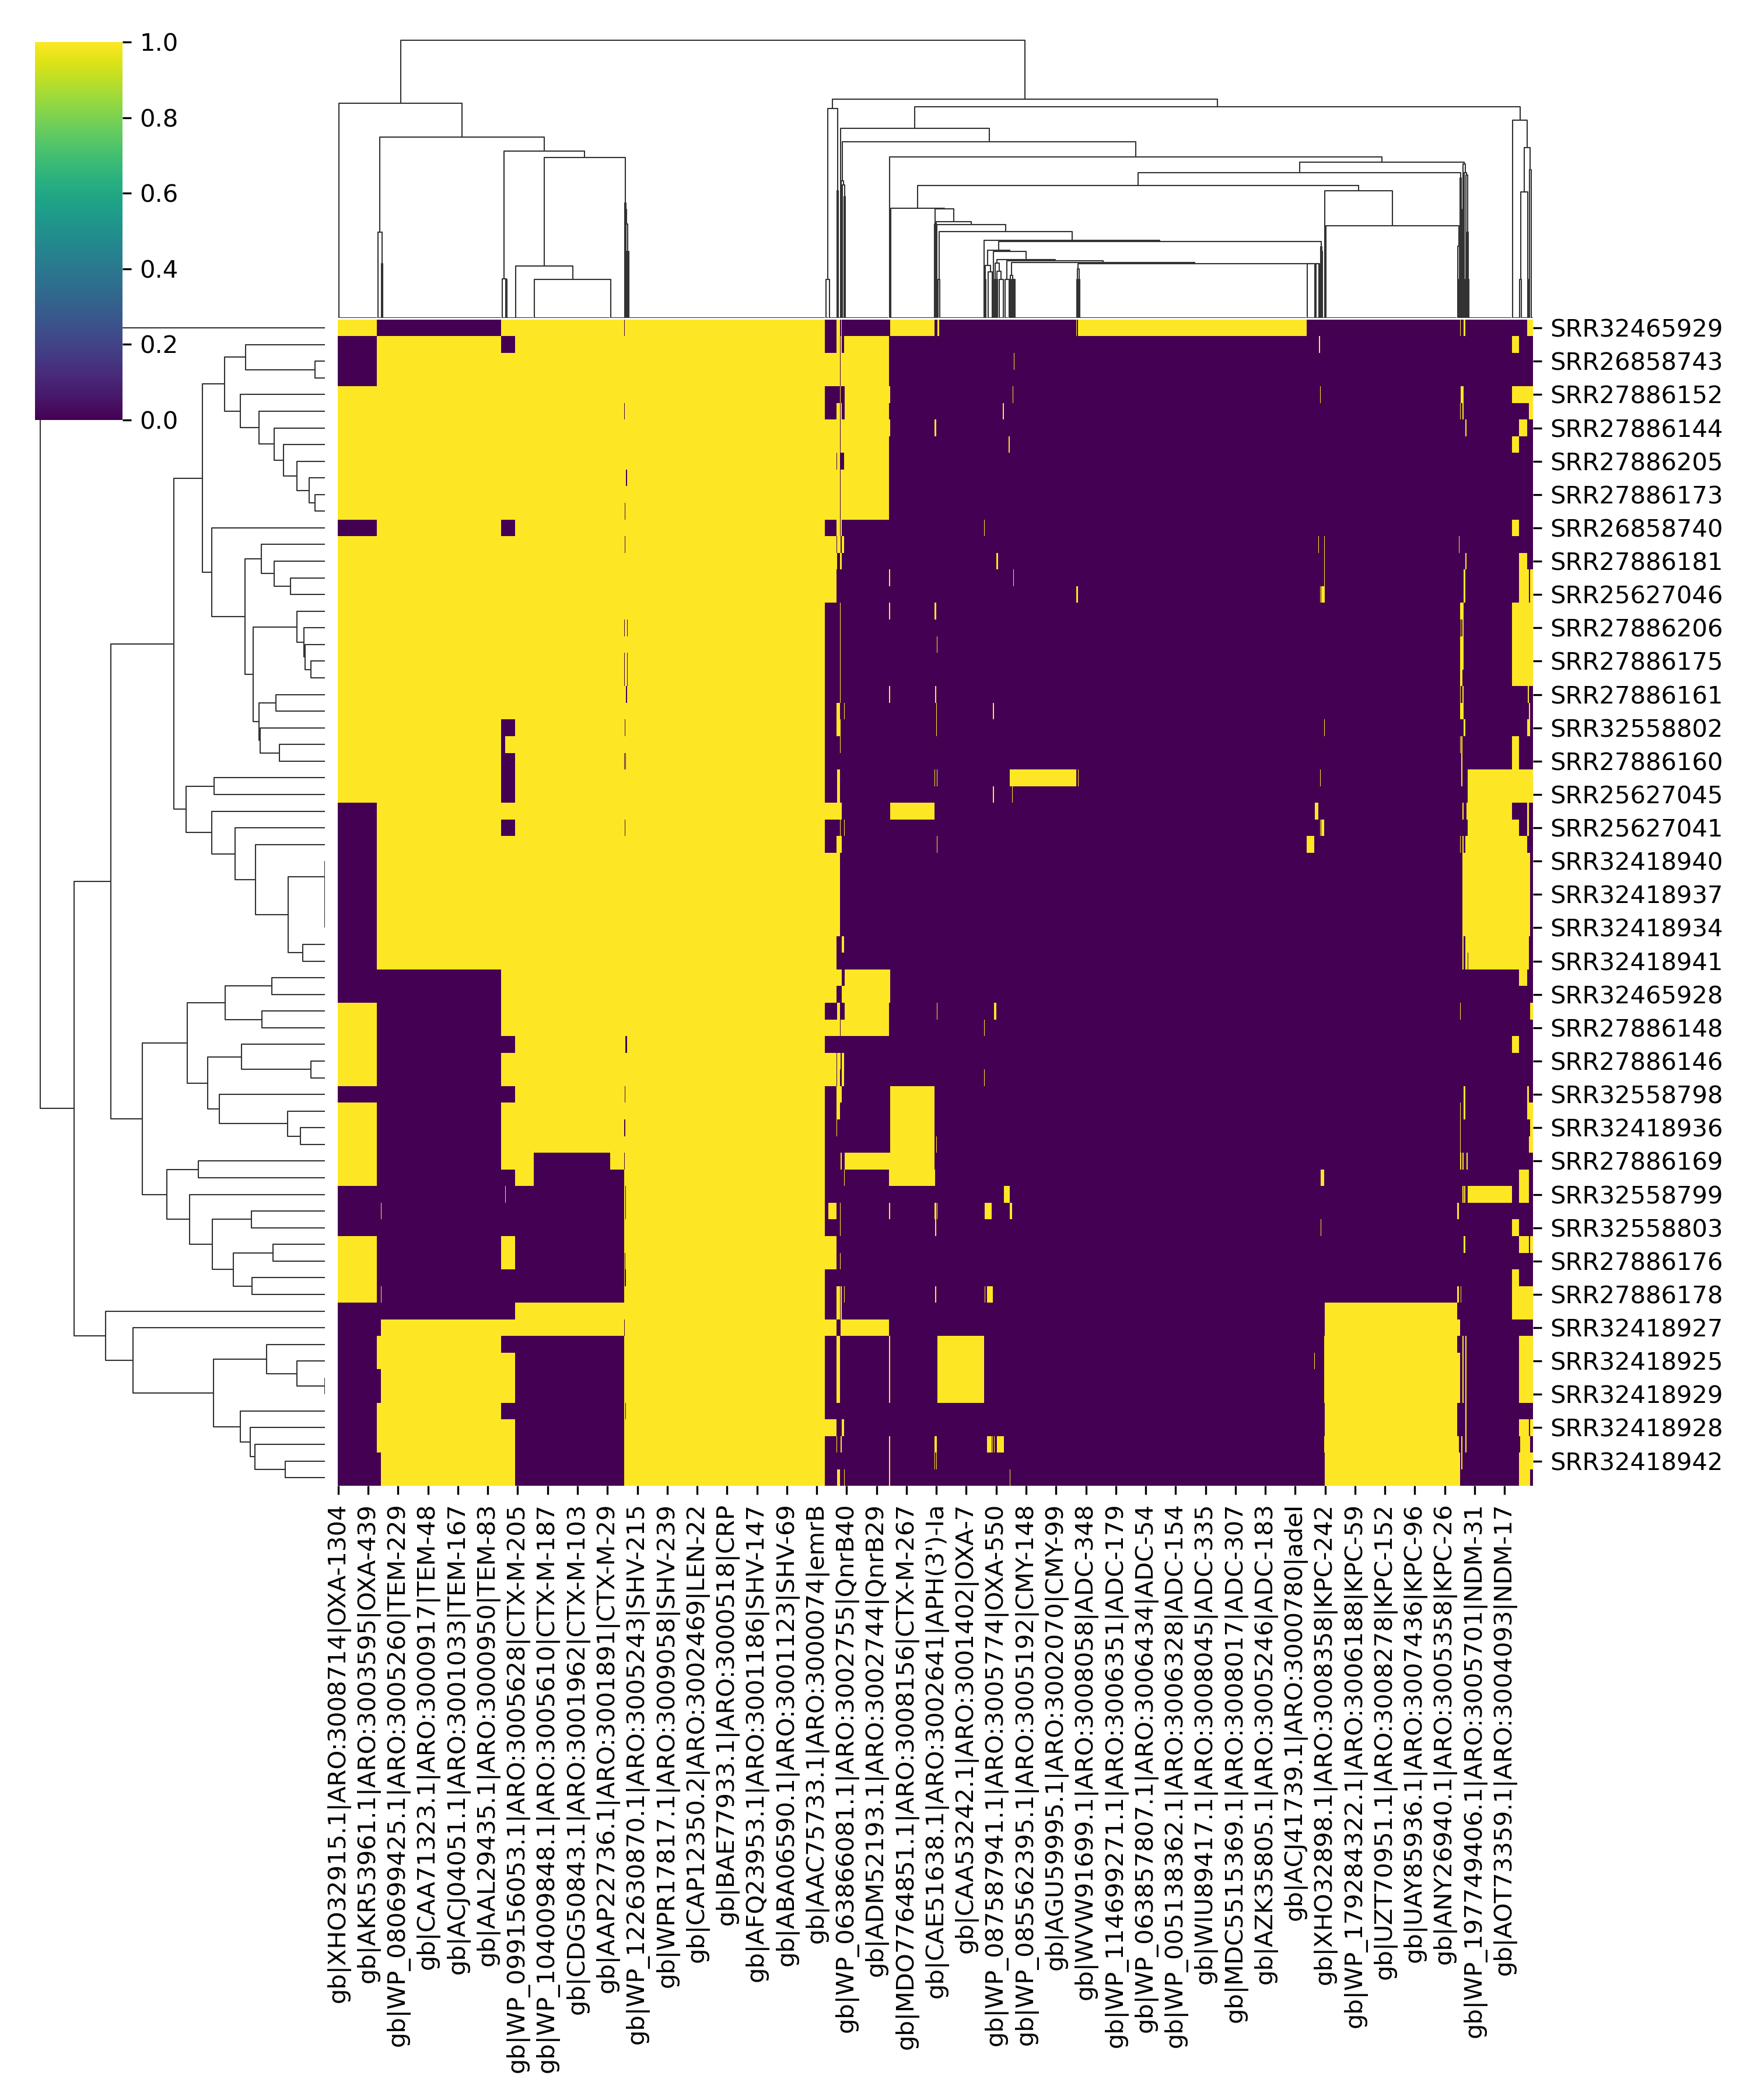 1.0
0.8
0.6
0.4
0.2
0.0
SRR32465929
SRR26858743
SRR27886152
SRR27886144
SRR27886205
SRR27886173
SRR26858740
SRR27886181
SRR25627046
SRR27886206
SRR27886175
SRR27886161
SRR32558802
SRR27886160
SRR25627045
SRR25627041
SRR32418940
SRR32418937
SRR32418934
SRR32418941
SRR32465928
SRR27886148
SRR27886146
SRR32558798
SRR32418936
SRR27886169
SRR32558799
SRR32558803
SRR27886176
SRR27886178
SRR32418927
SRR32418925
SRR32418929
SRR32418928
SRR32418942
gb|XHO32915.1|ARO:3008714|OXA-1304
gb|AKR53961.1|ARO:3003595|OXA-439
gb|WP_080699425.1|ARO:3005260|TEM-229
gb|CAA71323.1|ARO:3000917|TEM-48
gb|ACJ04051.1|ARO:3001033|TEM-167
gb|AAL29435.1|ARO:3000950|TEM-83
gb|WP_099156053.1|ARO:3005628|CTX-M-205
gb|WP_104009848.1|ARO:3005610|CTX-M-187
gb|CDG50843.1|ARO:3001962|CTX-M-103
gb|AAP22736.1|ARO:3001891|CTX-M-29
gb|WP_122630870.1|ARO:3005243|SHV-215
gb|WPR17817.1|ARO:3009058|SHV-239
gb|CAP12350.2|ARO:3002469|LEN-22
gb|BAE77933.1|ARO:3000518|CRP
gb|AFQ23953.1|ARO:3001186|SHV-147
gb|ABA06590.1|ARO:3001123|SHV-69
gb|AAC75733.1|ARO:3000074|emrB
gb|WP_063866081.1|ARO:3002755|QnrB40
gb|ADM52193.1|ARO:3002744|QnrB29
gb|MDO7764851.1|ARO:3008156|CTX-M-267
gb|CAE51638.1|ARO:3002641|APH(3')-Ia
gb|CAA53242.1|ARO:3001402|OXA-7
gb|WP_087587941.1|ARO:3005774|OXA-550
gb|WP_085562395.1|ARO:3005192|CMY-148
gb|AGU59995.1|ARO:3002070|CMY-99
gb|WVW91699.1|ARO:3008058|ADC-348
gb|WP_114699271.1|ARO:3006351|ADC-179
gb|WP_063857807.1|ARO:3006434|ADC-54
gb|WP_005138362.1|ARO:3006328|ADC-154
gb|WIU89417.1|ARO:3008045|ADC-335
gb|MDC5515369.1|ARO:3008017|ADC-307
gb|AZK35805.1|ARO:3005246|ADC-183
gb|ACJ41739.1|ARO:3000780|adeI
gb|XHO32898.1|ARO:3008358|KPC-242
gb|WP_179284322.1|ARO:3006188|KPC-59
gb|UZT70951.1|ARO:3008278|KPC-152
gb|UAY85936.1|ARO:3007436|KPC-96
gb|ANY26940.1|ARO:3005358|KPC-26
gb|WP_197749406.1|ARO:3005701|NDM-31
gb|AOT73359.1|ARO:3004093|NDM-17